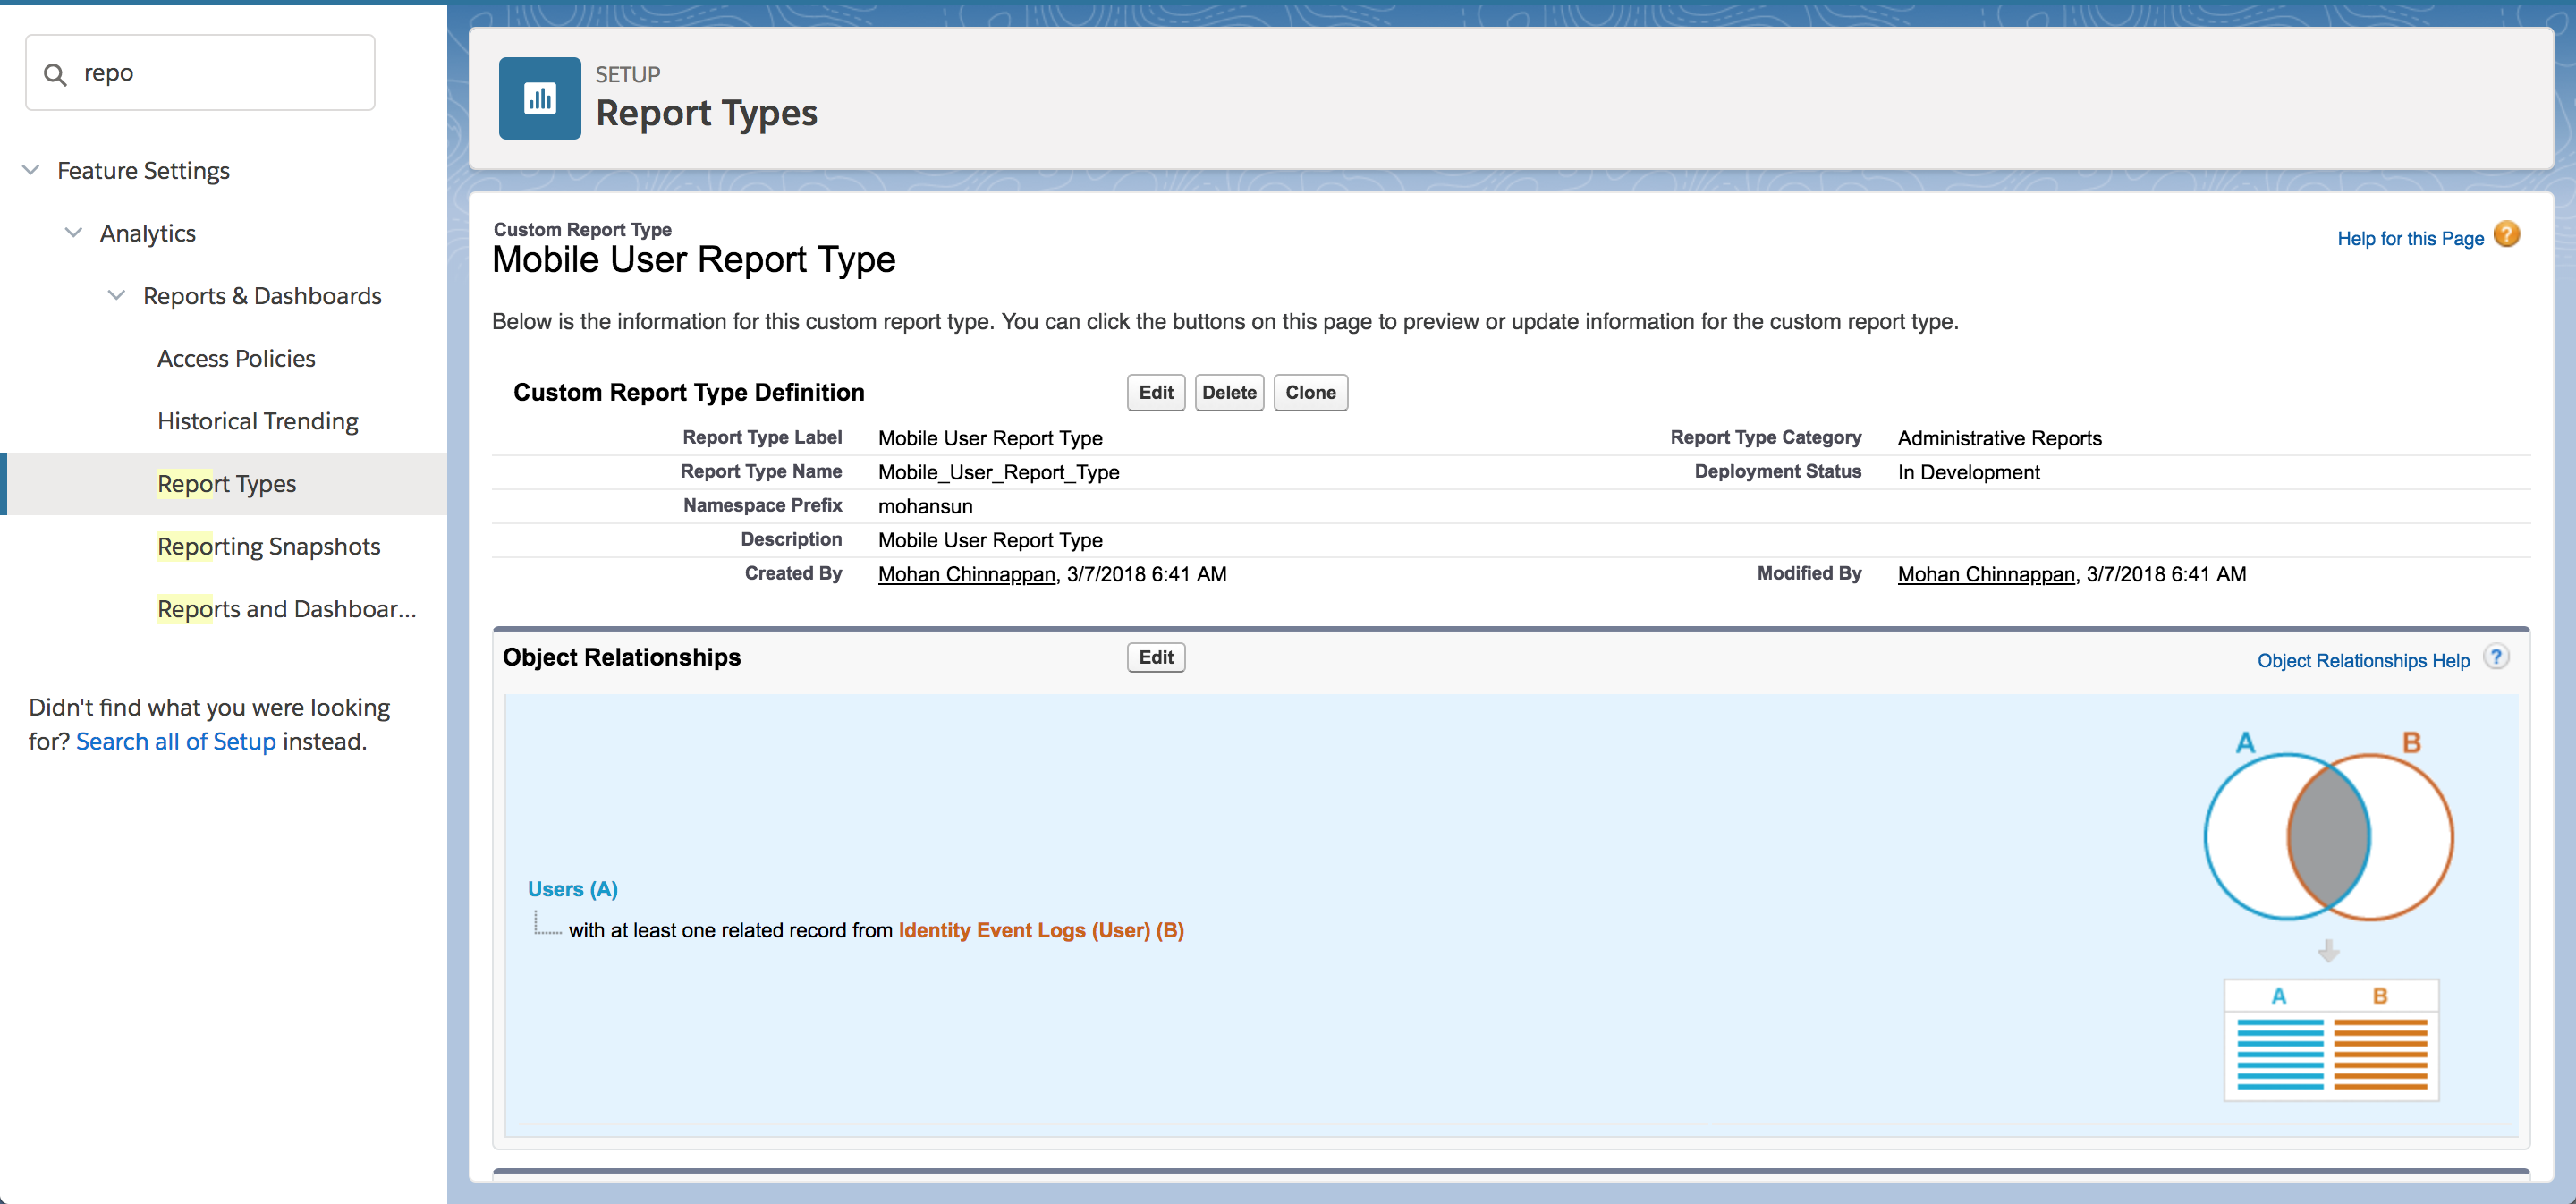 repo
Feature Settings
Analytics
Reports & Dashboards
Access Policies
Historical Trending
Report Types
Reporting Snapshots
Reports and Dashboar...
Didn't find what you were looking
for? Search all of Setup instead.
SETUP
Report Types
Custom Report Type
Mobile User Report Type
Help for this Page
Below is the information for this custom report type. You can click the buttons on this page to preview or update information for the custom report type.
Custom Report Type Definition Edit Delete Clone
Report Type Label Mobile User Report Type Report Type Category Administrative Reports
Report Type Name Mobile_User_Report_Type Deployment Status In Development
Namespace Prefix mohansun
Description Mobile User Report Type
Created By Mohan Chinnappan, 3/7/2018 6:41 AM Modified By Mohan Chinnappan, 3/7/2018 6:41 AM
Object Relationships Edit Object Relationships Help ?
A B
Users (A)
with at least one related record from Identity Event Logs (User) (B)
A B